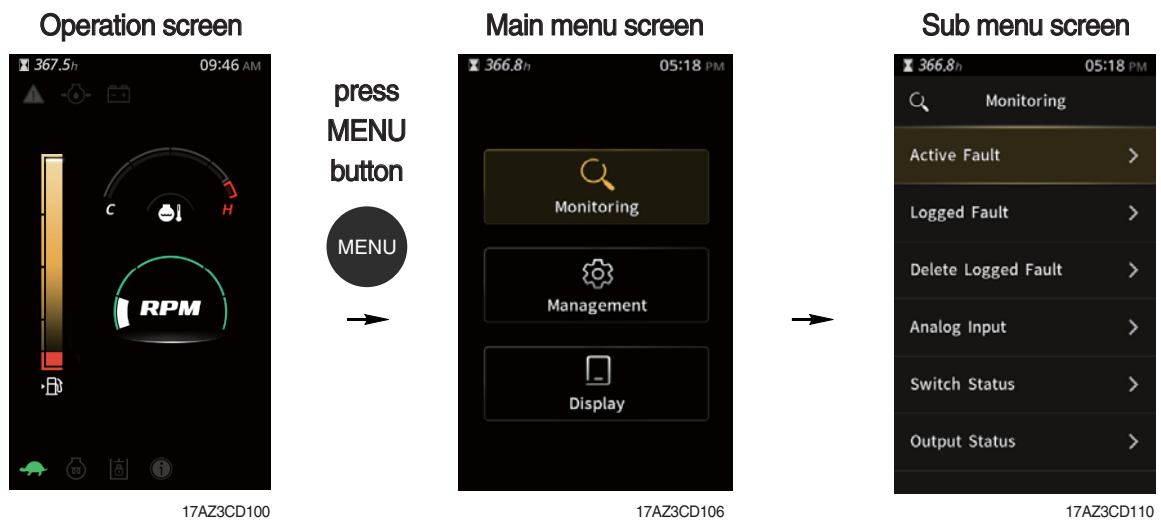 Operation screen
367.5h 09:46 AM
C H
RPM
17AZ3CD100
press
MENU
button
MENU
Main menu screen
366.8h 05:18 PM
Monitoring
Management
Display
17AZ3CD106
Sub menu screen
366.8h 05:18 PM
Monitoring
Active Fault
Logged Fault
Delete Logged Fault
Analog Input
Switch Status
Output Status
17AZ3CD110